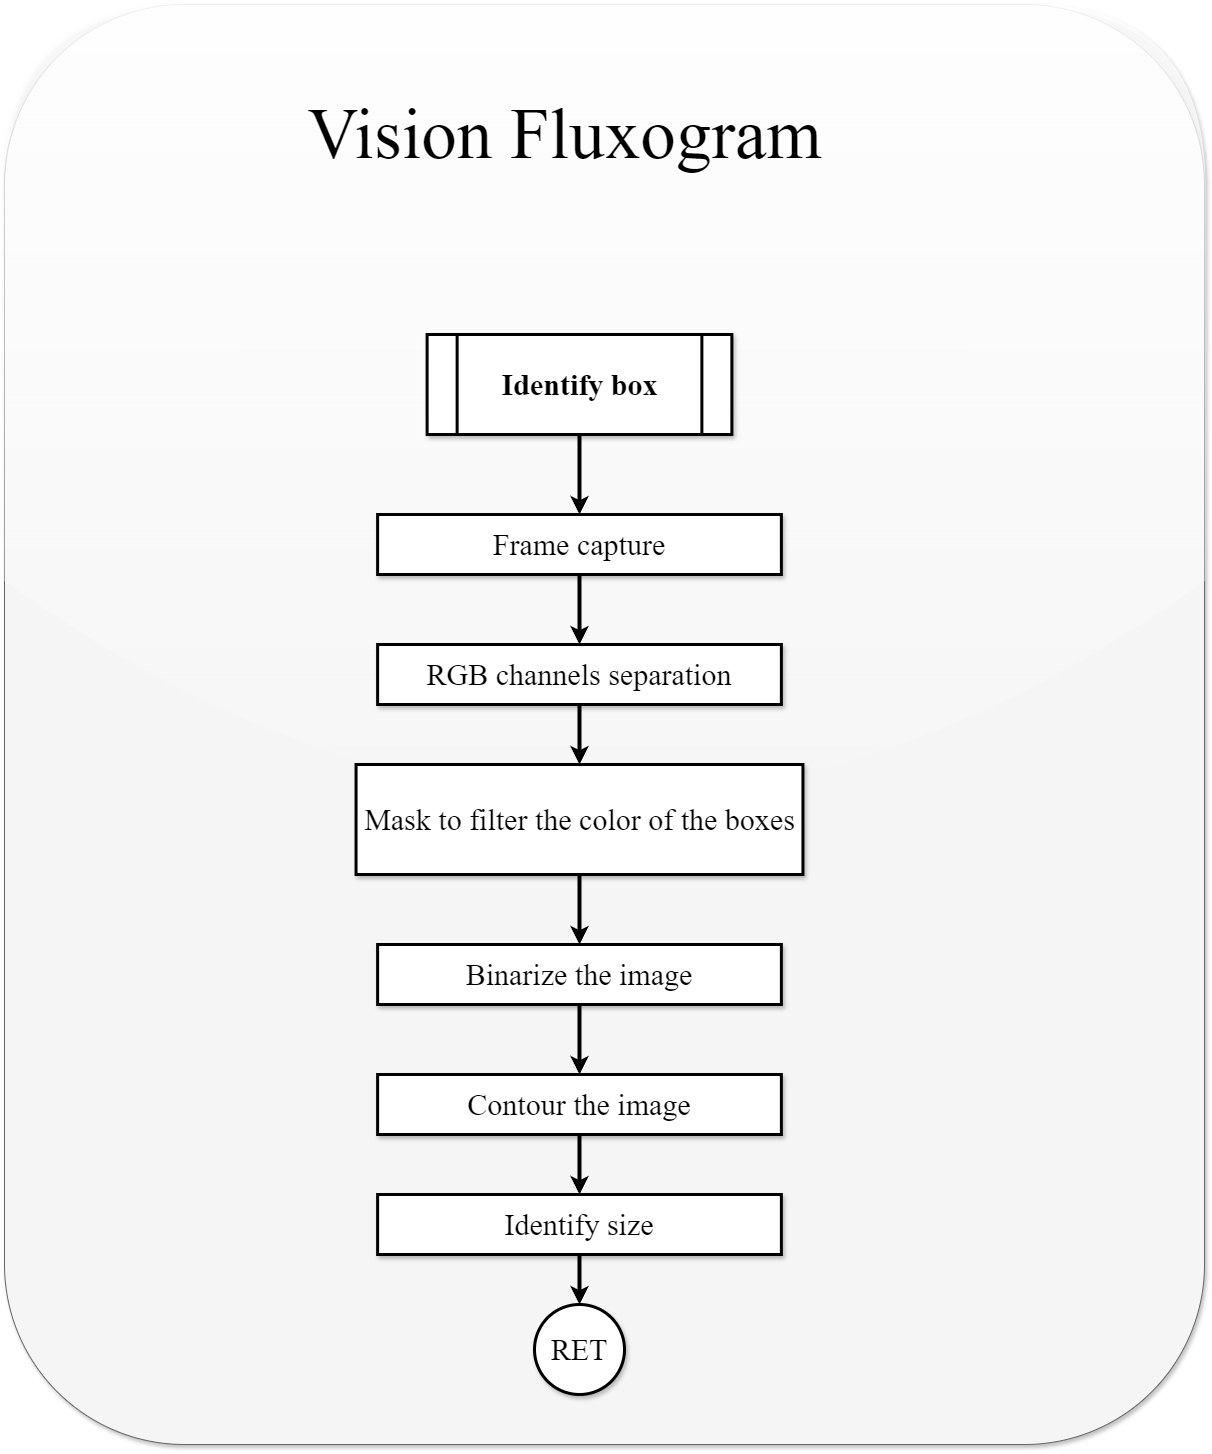 Vision Fluxogram
Identify box
Frame capture
RGB channels separation
Mask to filter the color of the boxes
Binarize the image
Contour the image
Identify size
RET